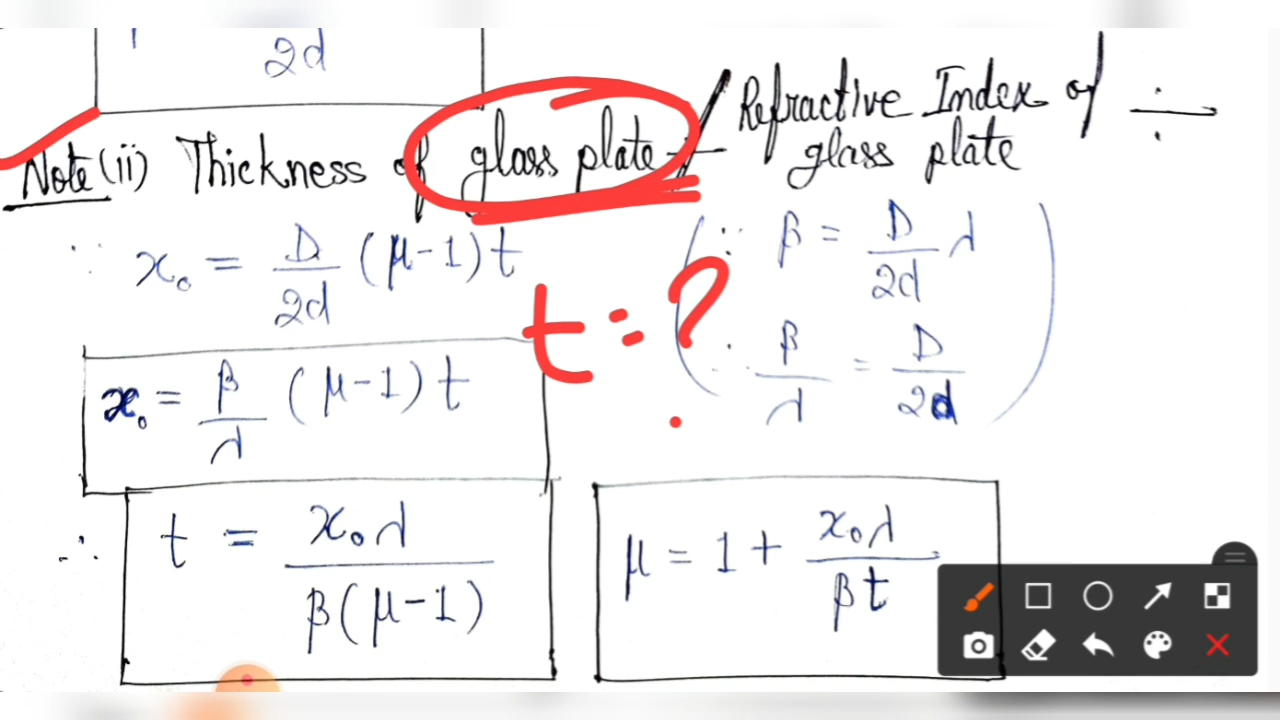 2d
Note (ii) Thickness of glass plate / Refractive Index of ÷
glass plate
∵ x₀ = D/2d (μ-1) t
(∵ β = D/2d λ
t = ?
∴ β/λ = D/2d)
x₀ = β/λ (μ-1) t
∴ t = x₀λ / β(μ-1)
μ = 1 + x₀λ / βt